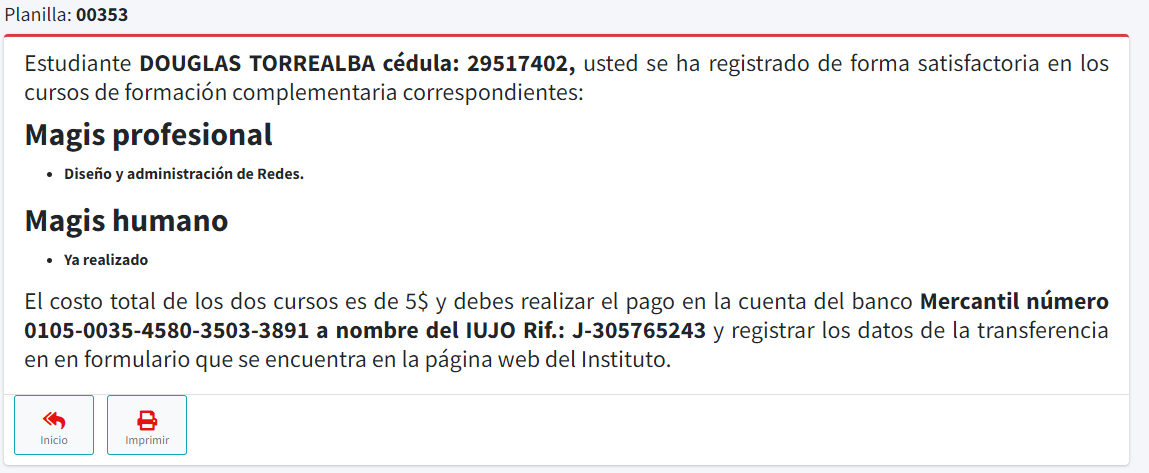 Planilla: 00353
Estudiante DOUGLAS TORREALBA cédula: 29517402, usted se ha registrado de forma satisfactoria en los
cursos de formación complementaria correspondientes:
Magis profesional
• Diseño y administración de Redes.
Magis humano
• Ya realizado
El costo total de los dos cursos es de 5$ y debes realizar el pago en la cuenta del banco Mercantil número
0105-0035-4580-3503-3891 a nombre del IUJO Rif.: J-305765243 y registrar los datos de la transferencia
en en formulario que se encuentra en la página web del Instituto.
Inicio
Imprimir